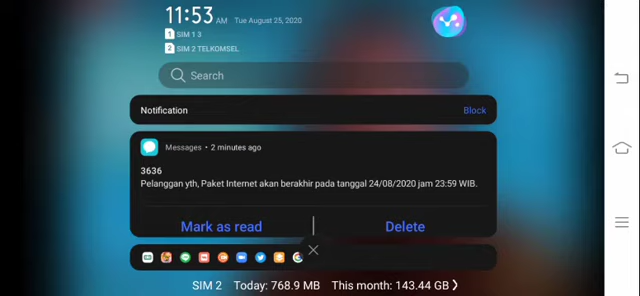 11:53 AM Tue August 25, 2020
1 SIM 1 3
2 SIM 2 TELKOMSEL
Search
Notification Block
Messages • 2 minutes ago
3636
Pelanggan yth, Paket Internet akan berakhir pada tanggal 24/08/2020 jam 23:59 WIB.
Mark as read Delete
SIM 2 Today: 768.9 MB This month: 143.44 GB